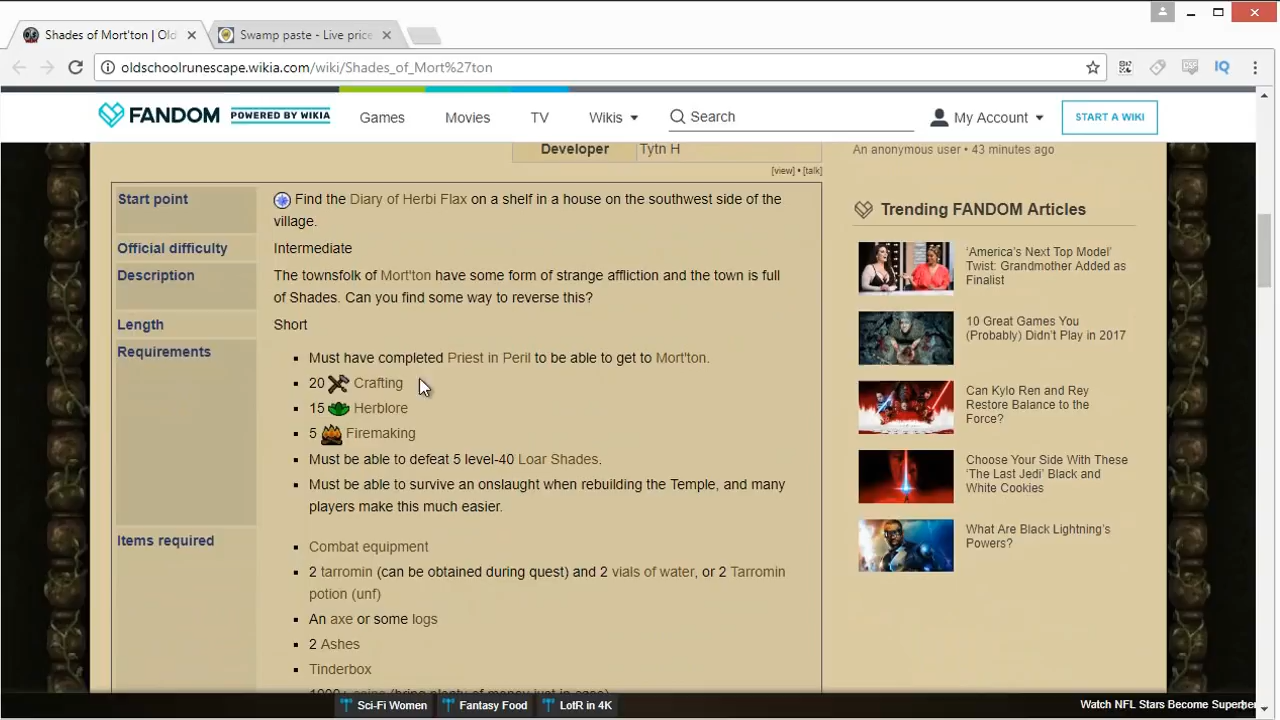 Shades of Mort'ton | Old
Swamp paste - Live price
oldschoolrunescape.wikia.com/wiki/Shades_of_Mort%27ton
IQ
FANDOM POWERED BY WIKIA
Games
Movies
TV
Wikis
Search
My Account
START A WIKI
Developer
Tytn H
[view] • [talk]
Start point
Find the Diary of Herbi Flax on a shelf in a house on the southwest side of the
village.
Official difficulty
Intermediate
Description
The townsfolk of Mort'ton have some form of strange affliction and the town is full
of Shades. Can you find some way to reverse this?
Length
Short
Requirements
Must have completed Priest in Peril to be able to get to Mort'ton.
20 Crafting
15 Herblore
5 Firemaking
Must be able to defeat 5 level-40 Loar Shades.
Must be able to survive an onslaught when rebuilding the Temple, and many
players make this much easier.
Items required
Combat equipment
2 tarromin (can be obtained during quest) and 2 vials of water, or 2 Tarromin
potion (unf)
An axe or some logs
2 Ashes
Tinderbox
1000+ coins (bring plenty of money just in case)
An anonymous user • 43 minutes ago
Trending FANDOM Articles
'America's Next Top Model'
Twist: Grandmother Added as
Finalist
10 Great Games You
(Probably) Didn't Play in 2017
Can Kylo Ren and Rey
Restore Balance to the
Force?
Choose Your Side With These
'The Last Jedi' Black and
White Cookies
What Are Black Lightning's
Powers?
Sci-Fi Women
Fantasy Food
LotR in 4K
Watch NFL Stars Become Superher